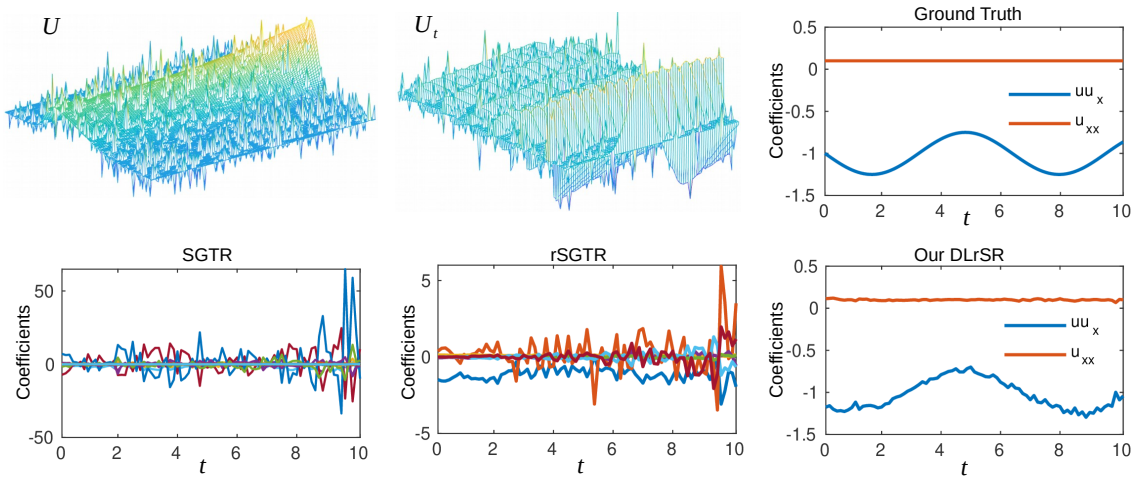 U
U_t
Ground Truth
Coefficients
0.5
0
-0.5
-1
-1.5
uu_x
u_xx
0 2 4 6 8 10
t
SGTR
Coefficients
50
0
-50
0 2 4 6 8 10
t
rSGTR
Coefficients
5
0
-5
0 2 4 6 8 10
t
Our DLrSR
Coefficients
0.5
0
-0.5
-1
-1.5
uu_x
u_xx
0 2 4 6 8 10
t